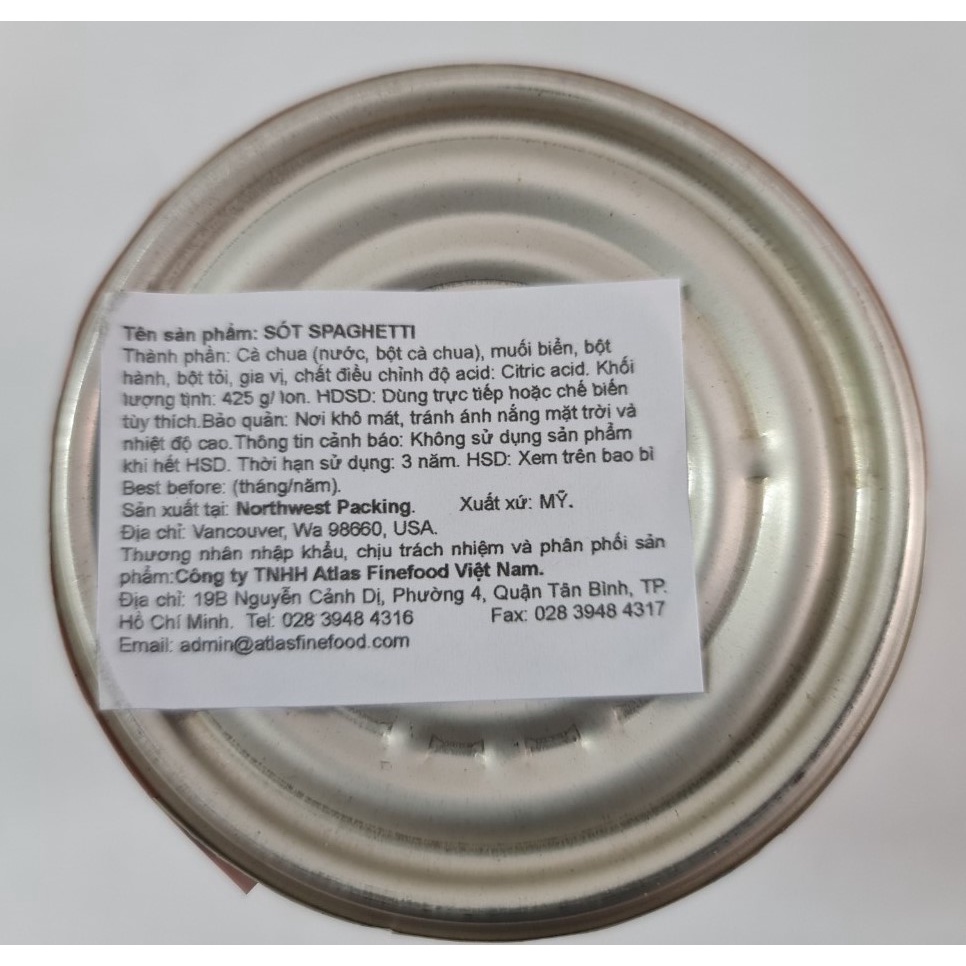 Tên sản phẩm: SÓT SPAGHETTI
Thành phần: Cà chua (nước, bột cà chua), muối biển, bột
hành, bột tỏi, gia vị, chất điều chỉnh độ acid: Citric acid. Khối
lượng tịnh: 425 g/ lon. HDSD: Dùng trực tiếp hoặc chế biến
tùy thích.Bảo quản: Nơi khô mát, tránh ánh nắng mặt trời và
nhiệt độ cao.Thông tin cảnh báo: Không sử dụng sản phẩm
khi hết HSD. Thời hạn sử dụng: 3 năm. HSD: Xem trên bao bì
Best before: (tháng/năm).
Sản xuất tại: Northwest Packing. Xuất xứ: MỸ.
Địa chỉ: Vancouver, Wa 98660, USA.
Thương nhân nhập khẩu, chịu trách nhiệm và phân phối sản
phẩm:Công ty TNHH Atlas Finefood Việt Nam.
Địa chỉ: 19B Nguyễn Cảnh Dị, Phường 4, Quận Tân Bình, TP.
Hồ Chí Minh. Tel: 028 3948 4316 Fax: 028 3948 4317
Email: admin@atlasfinefood.com